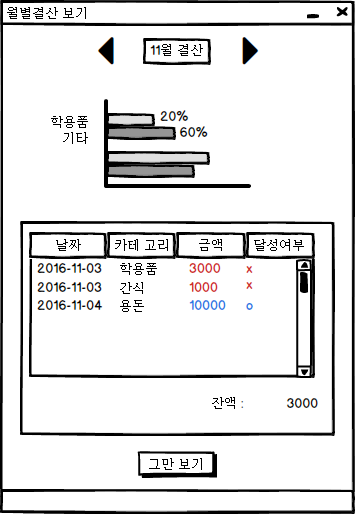 월별결산 보기
11월 결산
학용품 20%
기타 60%
날짜 카테 고리 금액 달성여부
2016-11-03 학용품 3000 x
2016-11-03 간식 1000 x
2016-11-04 용돈 10000 o
잔액 : 3000
그만 보기